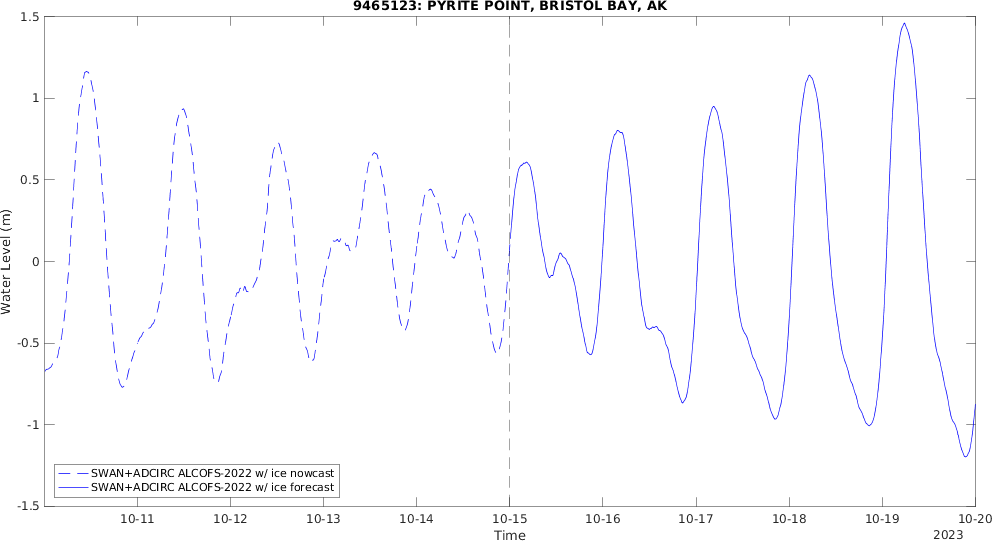 9465123: PYRITE POINT, BRISTOL BAY, AK
Water Level (m)
1.5
1
0.5
0
-0.5
-1
-1.5
SWAN+ADCIRC ALCOFS-2022 w/ ice nowcast
SWAN+ADCIRC ALCOFS-2022 w/ ice forecast
10-11 10-12 10-13 10-14 10-15 10-16 10-17 10-18 10-19 10-20
Time
2023